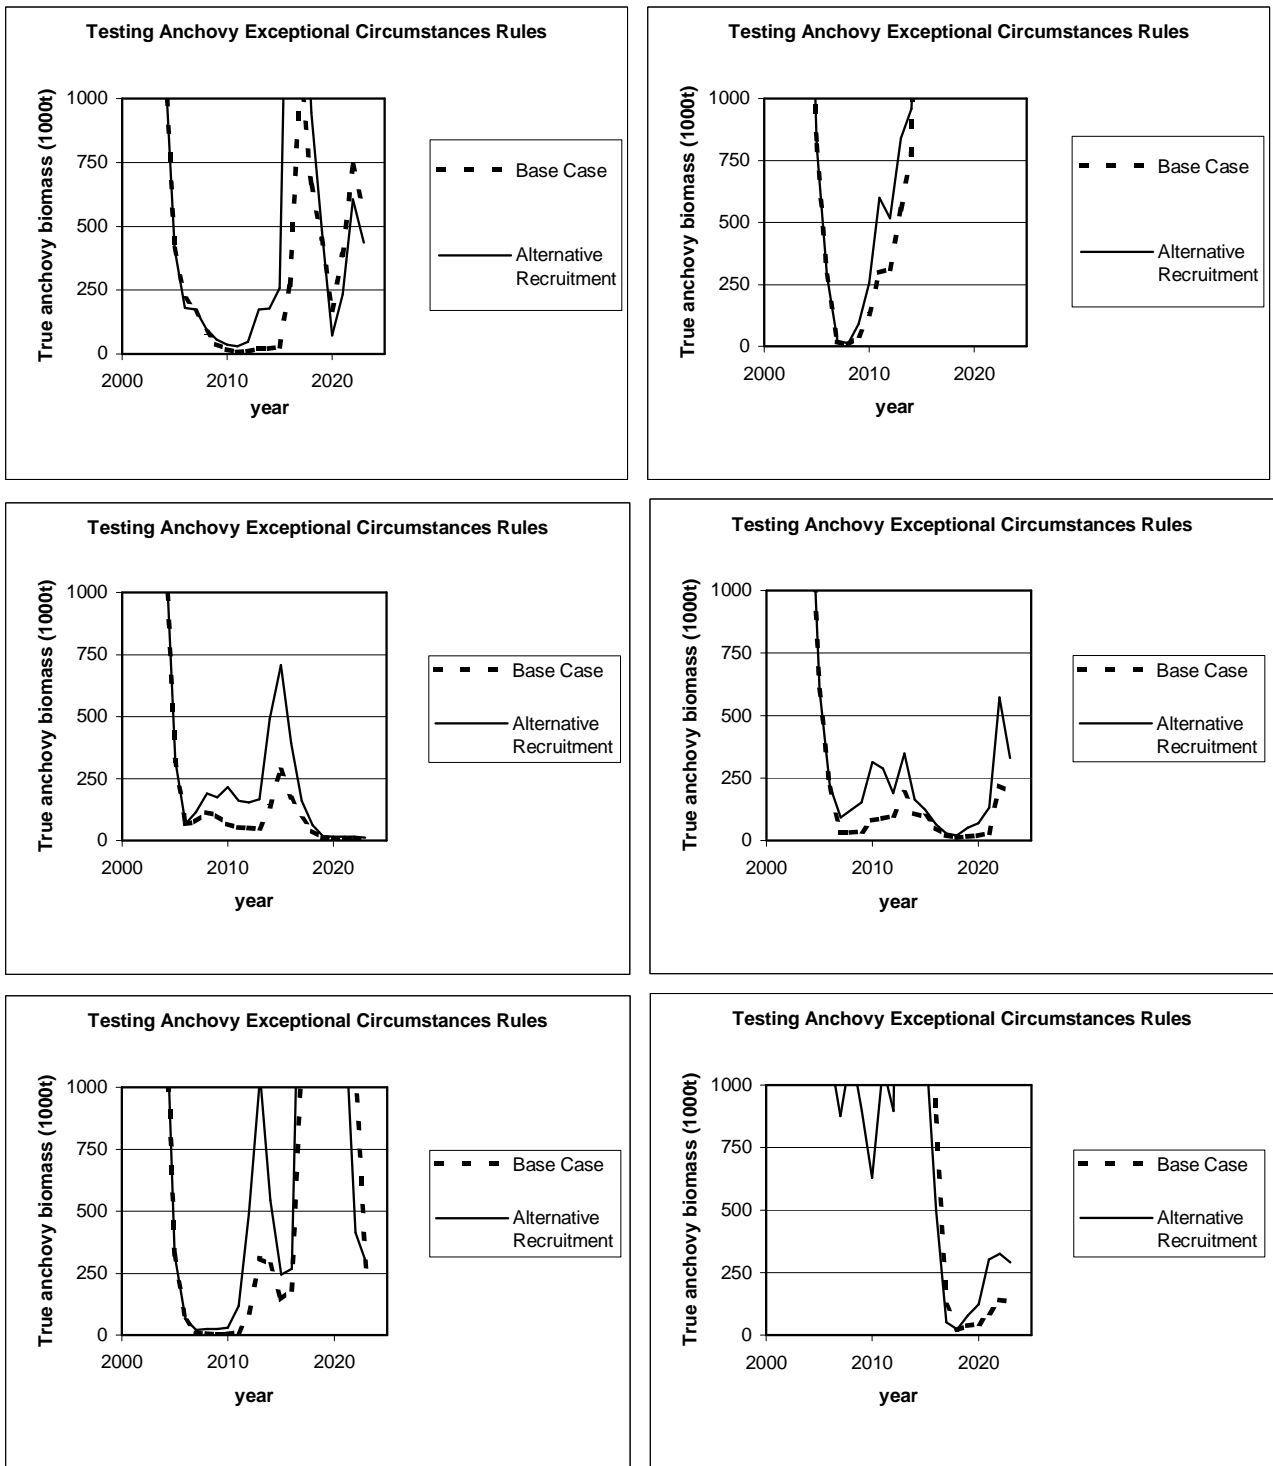 Testing Anchovy Exceptional Circumstances Rules
True anchovy biomass (1000t)
1000
750
500
250
0
2000 2010 2020
year
Base Case
Alternative
Recruitment
Testing Anchovy Exceptional Circumstances Rules
True anchovy biomass (1000t)
1000
750
500
250
0
2000 2010 2020
year
Base Case
Alternative
Recruitment
Testing Anchovy Exceptional Circumstances Rules
True anchovy biomass (1000t)
1000
750
500
250
0
2000 2010 2020
year
Base Case
Alternative
Recruitment
Testing Anchovy Exceptional Circumstances Rules
True anchovy biomass (1000t)
1000
750
500
250
0
2000 2010 2020
year
Base Case
Alternative
Recruitment
Testing Anchovy Exceptional Circumstances Rules
True anchovy biomass (1000t)
1000
750
500
250
0
2000 2010 2020
year
Base Case
Alternative
Recruitment
Testing Anchovy Exceptional Circumstances Rules
True anchovy biomass (1000t)
1000
750
500
250
0
2000 2010 2020
year
Base Case
Alternative
Recruitment